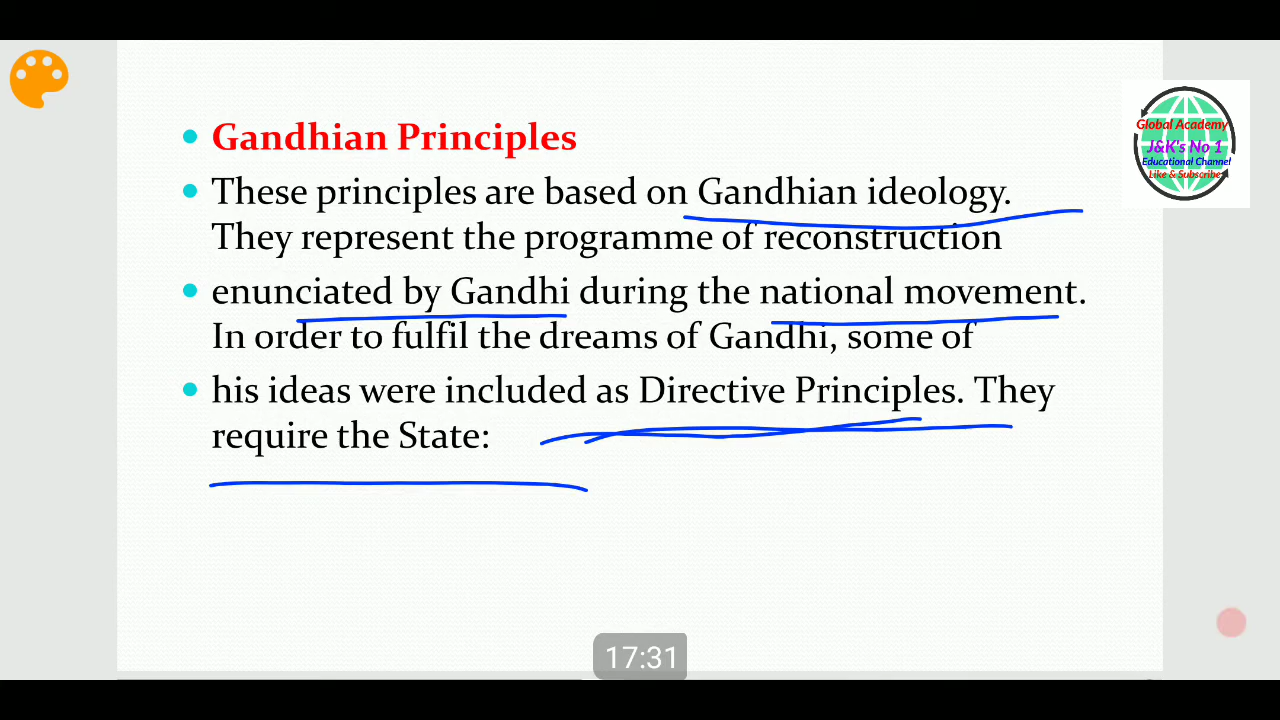 Gandhian Principles
These principles are based on Gandhian ideology.
They represent the programme of reconstruction
enunciated by Gandhi during the national movement.
In order to fulfil the dreams of Gandhi, some of
his ideas were included as Directive Principles. They
require the State:
Global Academy
J&K's No 1
Educational Channel
Like & Subscribe
17:31